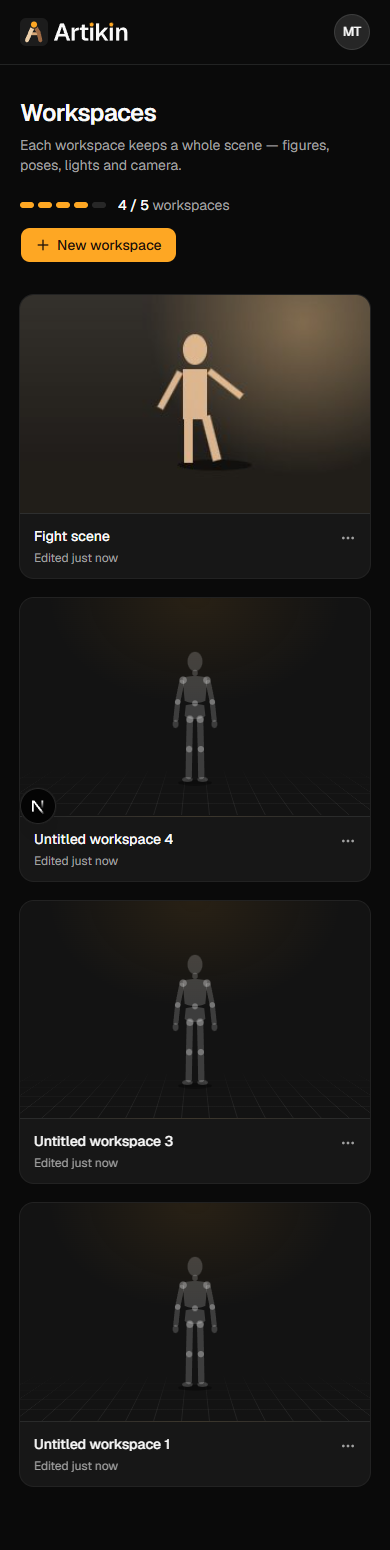 Artikin
MT
Workspaces
Each workspace keeps a whole scene — figures,
poses, lights and camera.
4 / 5 workspaces
+ New workspace
Fight scene
Edited just now
N
Untitled workspace 4
Edited just now
Untitled workspace 3
Edited just now
Untitled workspace 1
Edited just now